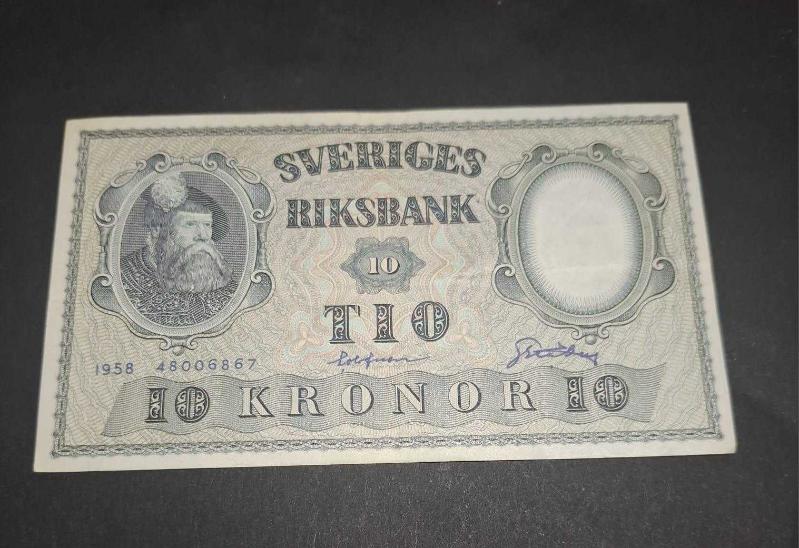 SVERIGES
RIKSBANK
10
TIO
1958 48006867
10 KRONOR 10